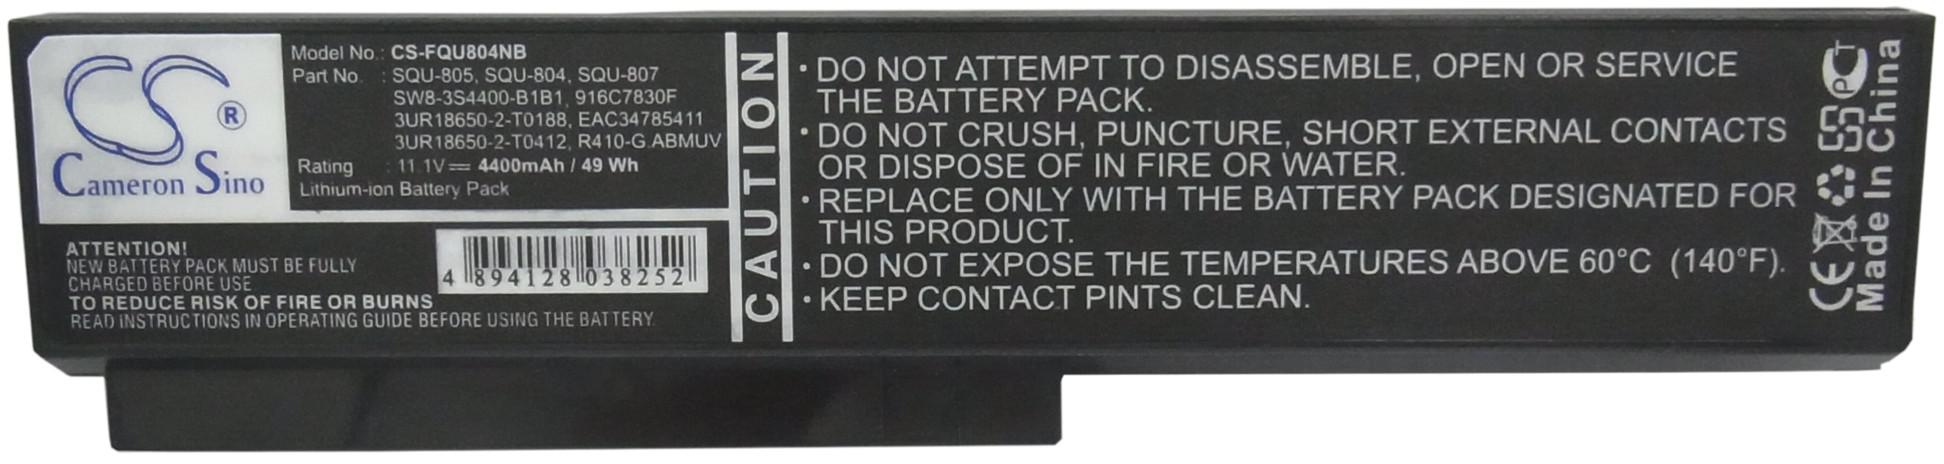 CS ®
Cameron Sino
Model No.: CS-FQU804NB
Part No. : SQU-805, SQU-804, SQU-807
SW8-3S4400-B1B1, 916C7830F
3UR18650-2-T0188, EAC34785411
3UR18650-2-T0412, R410-G.ABMUV
Rating : 11.1V⎓ 4400mAh / 49 Wh
Lithium-ion Battery Pack
ATTENTION!
NEW BATTERY PACK MUST BE FULLY
CHARGED BEFORE USE
TO REDUCE RISK OF FIRE OR BURNS
READ INSTRUCTIONS IN OPERATING GUIDE BEFORE USING THE BATTERY.
4 894128 038252
CAUTION
• DO NOT ATTEMPT TO DISASSEMBLE, OPEN OR SERVICE
THE BATTERY PACK.
• DO NOT CRUSH, PUNCTURE, SHORT EXTERNAL CONTACTS
OR DISPOSE OF IN FIRE OR WATER.
• REPLACE ONLY WITH THE BATTERY PACK DESIGNATED FOR
THIS PRODUCT.
• DO NOT EXPOSE THE TEMPERATURES ABOVE 60°C (140°F).
• KEEP CONTACT PINTS CLEAN.
CE PCT
Made In China